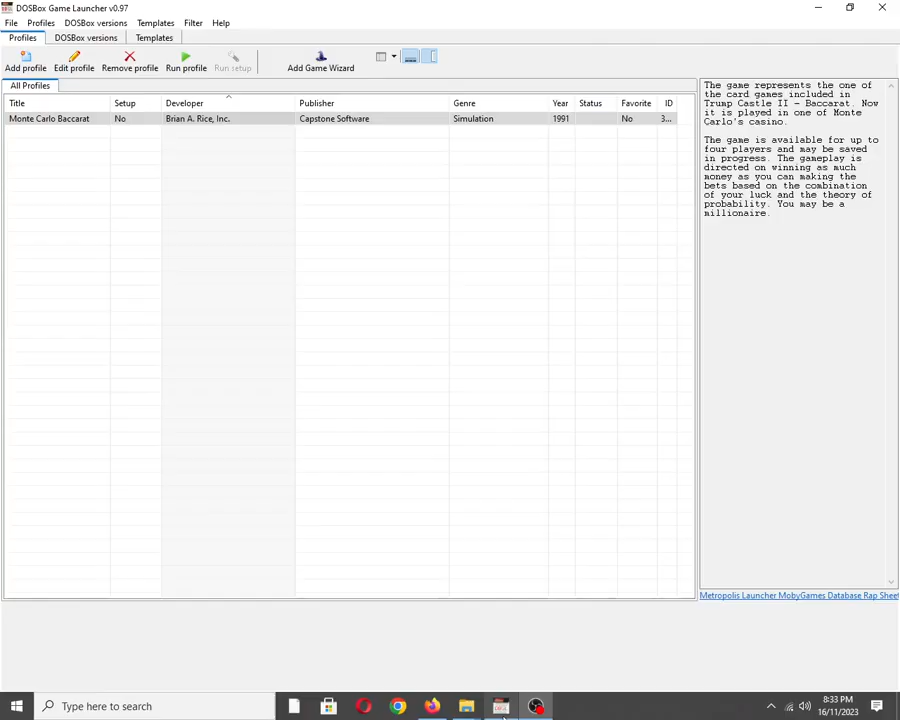 DOSBox Game Launcher v0.97
File Profiles DOSBox versions Templates Filter Help
Profiles DOSBox versions Templates
Add profile Edit profile Remove profile Run profile Run setup Add Game Wizard
All Profiles
Title Setup Developer Publisher Genre Year Status Favorite ID
Monte Carlo Baccarat No Brian A. Rice, Inc. Capstone Software Simulation 1991 No 3...
The game represents the one of
the card games included in
Trump Castle II - Baccarat. Now
it is played in one of Monte
Carlo's casino.
The game is available for up to
four players and may be saved
in progress. The gameplay is
directed on winning as much
money as you can making the
bets based on the combination
of your luck and the theory of
probability. You may be a
millionaire.
Metropolis Launcher MobyGames Database Rap Sheet
Type here to search
8:33 PM
16/11/2023